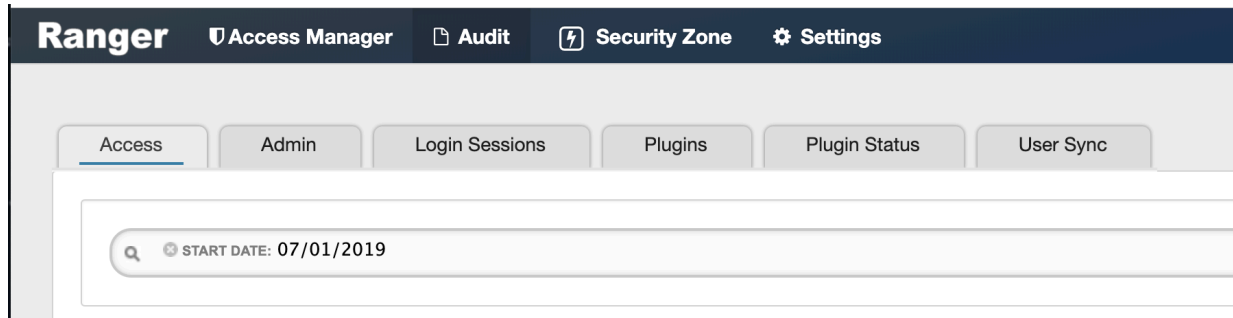 Ranger Access Manager Audit Security Zone Settings
Access Admin Login Sessions Plugins Plugin Status User Sync
START DATE: 07/01/2019